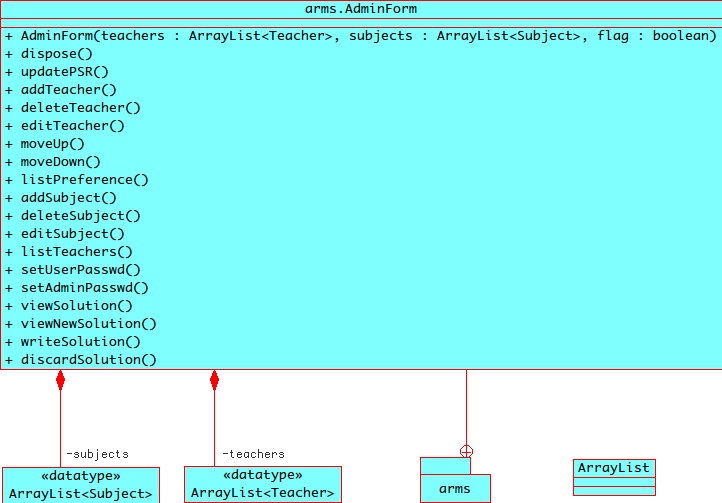 arms.AdminForm
+ AdminForm(teachers : ArrayList<Teacher>, subjects : ArrayList<Subject>, flag : boolean)
+ dispose()
+ updatePSR()
+ addTeacher()
+ deleteTeacher()
+ editTeacher()
+ moveUp()
+ moveDown()
+ listPreference()
+ addSubject()
+ deleteSubject()
+ editSubject()
+ listTeachers()
+ setUserPasswd()
+ setAdminPasswd()
+ viewSolution()
+ viewNewSolution()
+ writeSolution()
+ discardSolution()
-subjects
-teachers
«datatype»
ArrayList<Subject>
«datatype»
ArrayList<Teacher>
arms
ArrayList